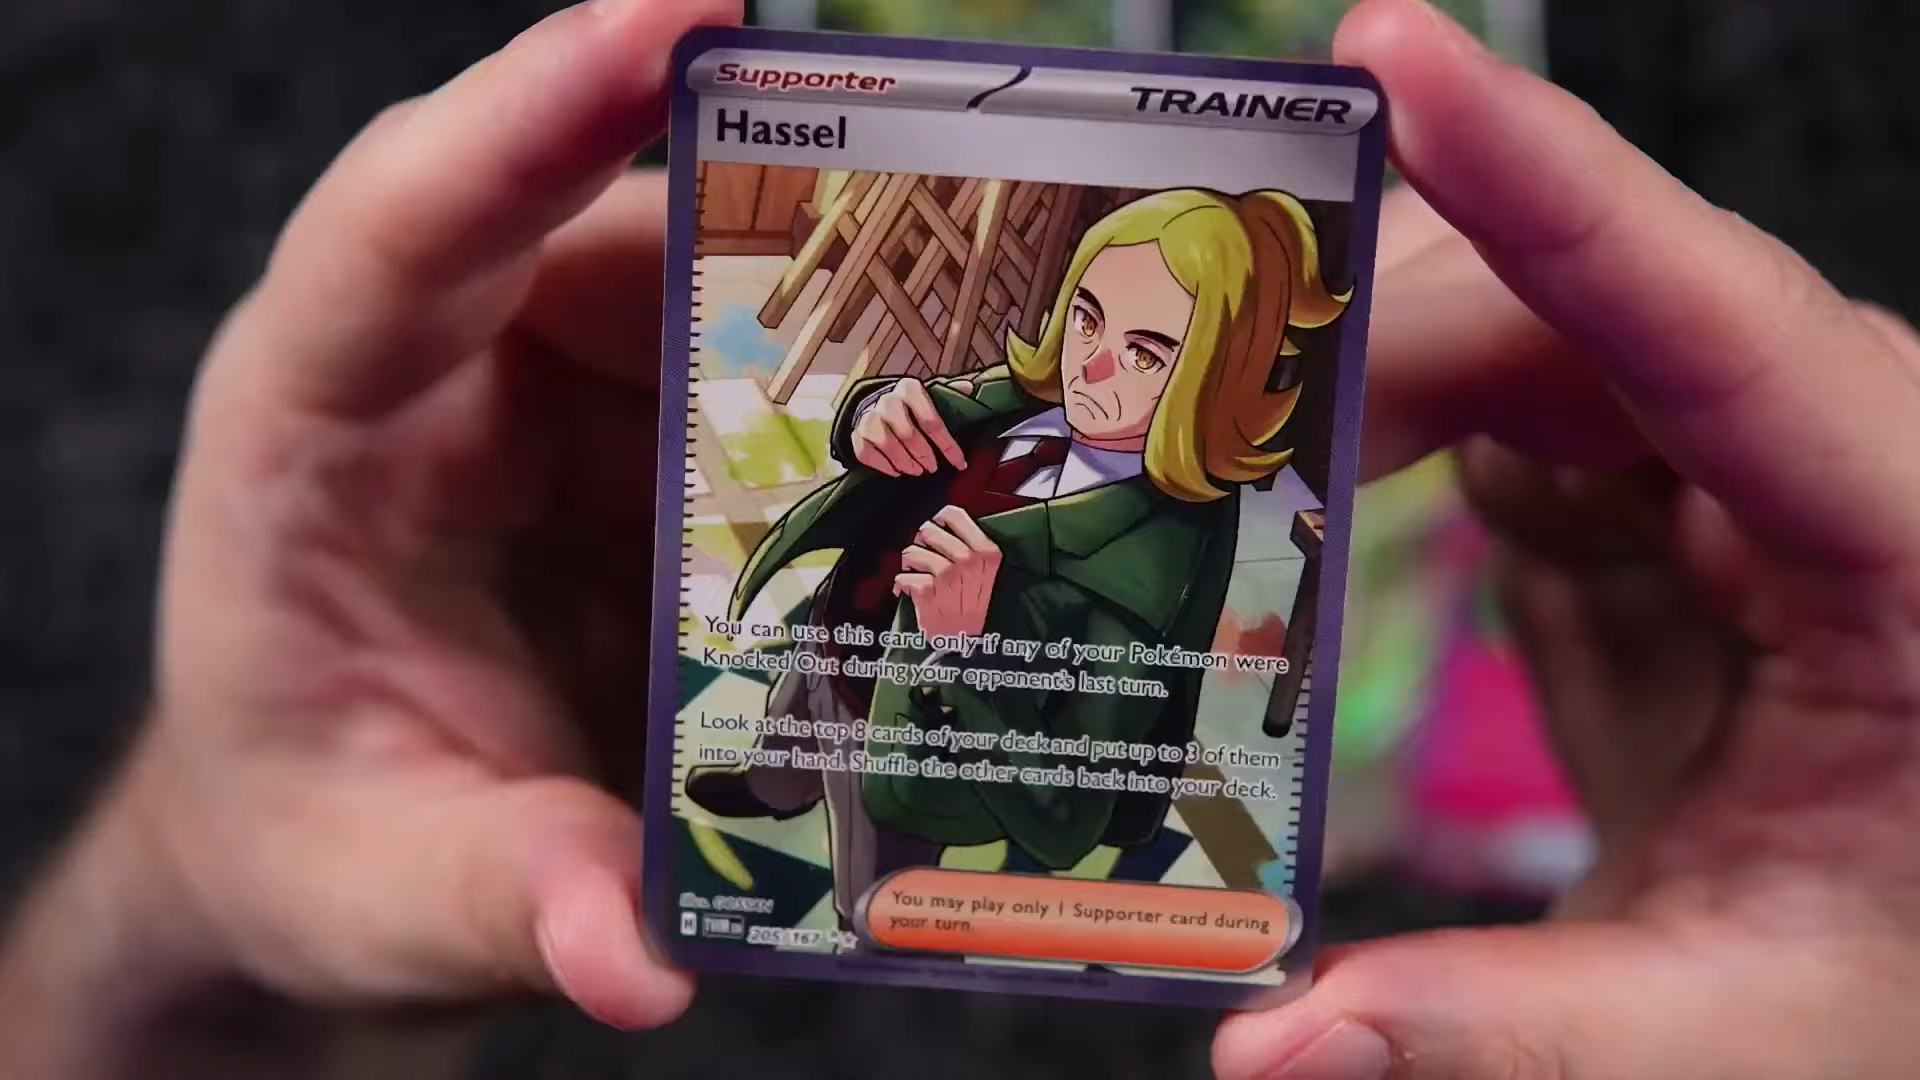 Supporter
TRAINER
Hassel
You can use this card only if any of your Pokémon were
Knocked Out during your opponent's last turn.
Look at the top 8 cards of your deck and put up to 3 of them
into your hand. Shuffle the other cards back into your deck.
You may play only 1 Supporter card during
your turn.
Illus. GOSSAN
H
205/167